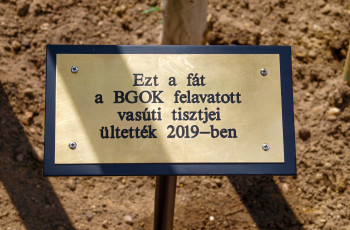 Ezt a fát
a BGOK felavatott
vasúti tisztjei
ültették 2019–ben